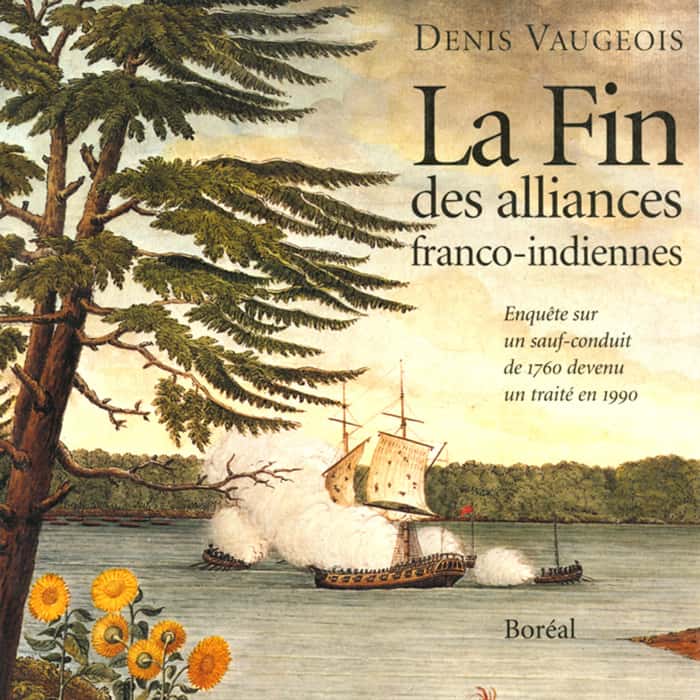 DENIS VAUGEOIS
La Fin
des alliances
franco-indiennes
Enquête sur
un sauf-conduit
de 1760 devenu
un traité en 1990
Boréal